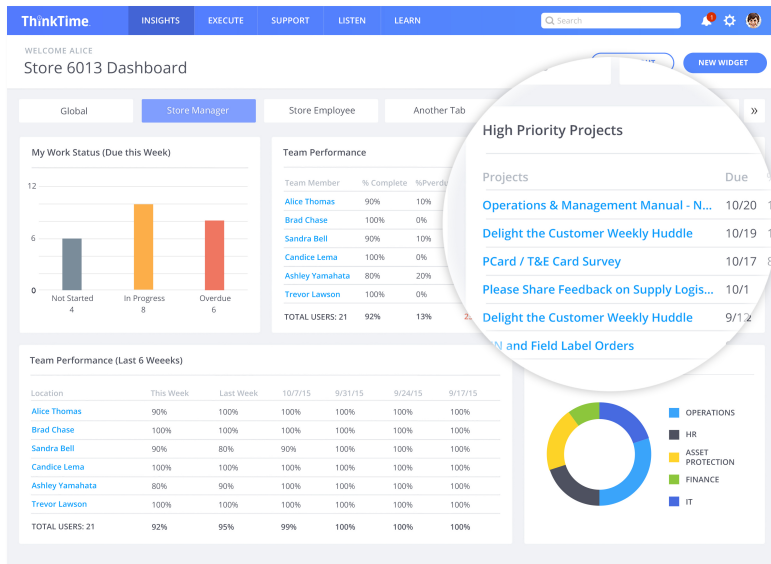 ThinkTime INSIGHTS EXECUTE SUPPORT LISTEN LEARN Search
WELCOME ALICE
Store 6013 Dashboard
NEW WIDGET
Global Store Manager Store Employee Another Tab »
My Work Status (Due this Week)
12
6
0
Not Started In Progress Overdue
4 8 6
Team Performance
Team Member % Complete %Pverdu
Alice Thomas 90% 10%
Brad Chase 100% 0%
Sandra Bell 90% 10%
Candice Lema 100% 0%
Ashley Yamahata 80% 20%
Trevor Lawson 100% 0%
TOTAL USERS: 21 92% 13%
High Priority Projects
Projects Due
Operations & Management Manual - N... 10/20
Delight the Customer Weekly Huddle 10/19
PCard / T&E Card Survey 10/17
Please Share Feedback on Supply Logis... 10/1
Delight the Customer Weekly Huddle 9/12
and Field Label Orders
Team Performance (Last 6 Weeeks)
Location This Week Last Week 10/7/15 9/31/15 9/24/15 9/17/15
Alice Thomas 90% 100% 100% 100% 100% 100%
Brad Chase 100% 100% 100% 100% 100% 100%
Sandra Bell 90% 80% 90% 100% 100% 100%
Candice Lema 100% 100% 100% 100% 100% 100%
Ashley Yamahata 80% 90% 100% 100% 100% 100%
Trevor Lawson 100% 100% 100% 100% 100% 100%
TOTAL USERS: 21 92% 95% 99% 100% 100% 100%
OPERATIONS
HR
ASSET
PROTECTION
FINANCE
IT